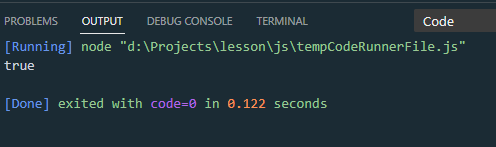 PROBLEMS OUTPUT DEBUG CONSOLE TERMINAL Code
[Running] node "d:\Projects\lesson\js\tempCodeRunnerFile.js"
true
[Done] exited with code=0 in 0.122 seconds